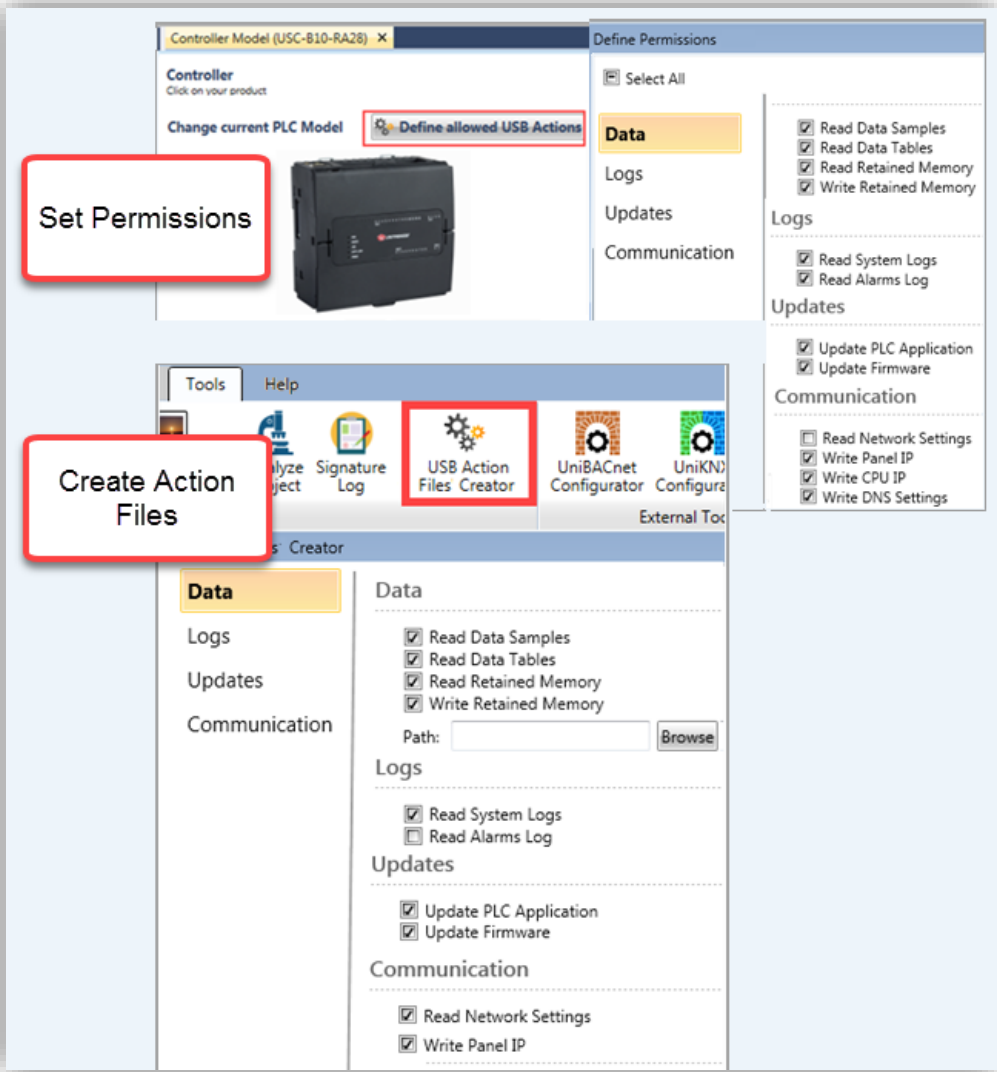 Controller Model (USC-B10-RA28) X
Controller
Click on your product
Change current PLC Model
Define allowed USB Actions
Set Permissions
Define Permissions
Select All
Data
Logs
Updates
Communication
Read Data Samples
Read Data Tables
Read Retained Memory
Write Retained Memory
Logs
Read System Logs
Read Alarms Log
Updates
Update PLC Application
Update Firmware
Communication
Read Network Settings
Write Panel IP
Write CPU IP
Write DNS Settings
Tools Help
Signature
Log
USB Action
Files Creator
UniBACnet
Configurator
External
Create Action
Files
Creator
Data
Logs
Updates
Communication
Data
Read Data Samples
Read Data Tables
Read Retained Memory
Write Retained Memory
Path:
Browse
Logs
Read System Logs
Read Alarms Log
Updates
Update PLC Application
Update Firmware
Communication
Read Network Settings
Write Panel IP